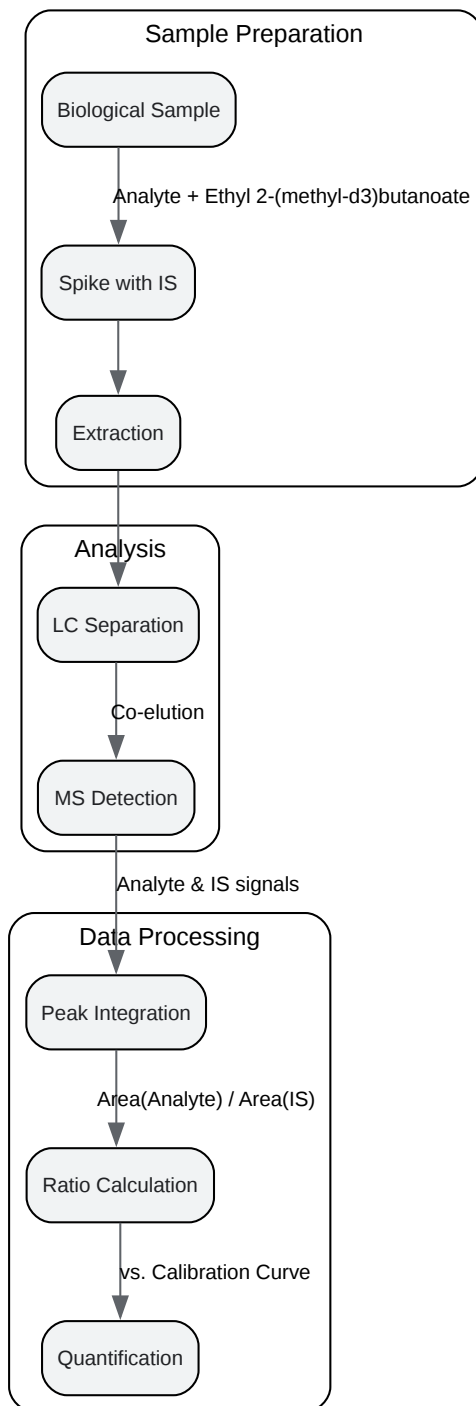 Sample Preparation
Biological Sample
Analyte + Ethyl 2-(methyl-d3)butanoate
Spike with IS
Extraction
Analysis
LC Separation
Co-elution
MS Detection
Analyte & IS signals
Data Processing
Peak Integration
Area(Analyte) / Area(IS)
Ratio Calculation
vs. Calibration Curve
Quantification